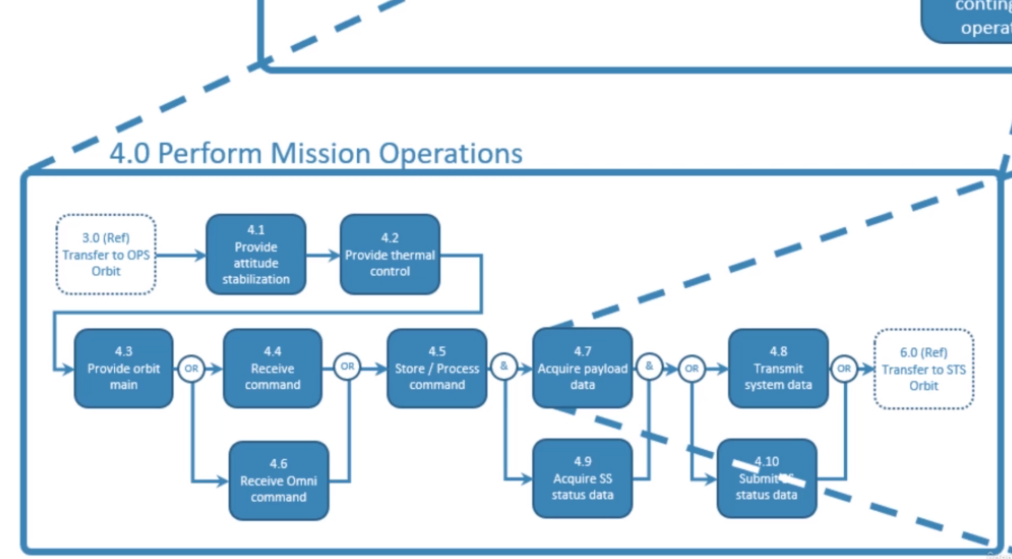 operat
4.0 Perform Mission Operations
3.0 (Ref)
Transfer to OPS
Orbit
4.1
Provide
attitude
stabilization
4.2
Provide thermal
control
4.3
Provide orbit
main
OR
4.4
Receive
command
OR
4.5
Store / Process
command
&
4.7
Acquire payload
data
&
OR
4.8
Transmit
system data
OR
6.0 (Ref)
Transfer to STS
Orbit
4.6
Receive Omni
command
4.9
Acquire SS
status data
4.10
Submit
status data